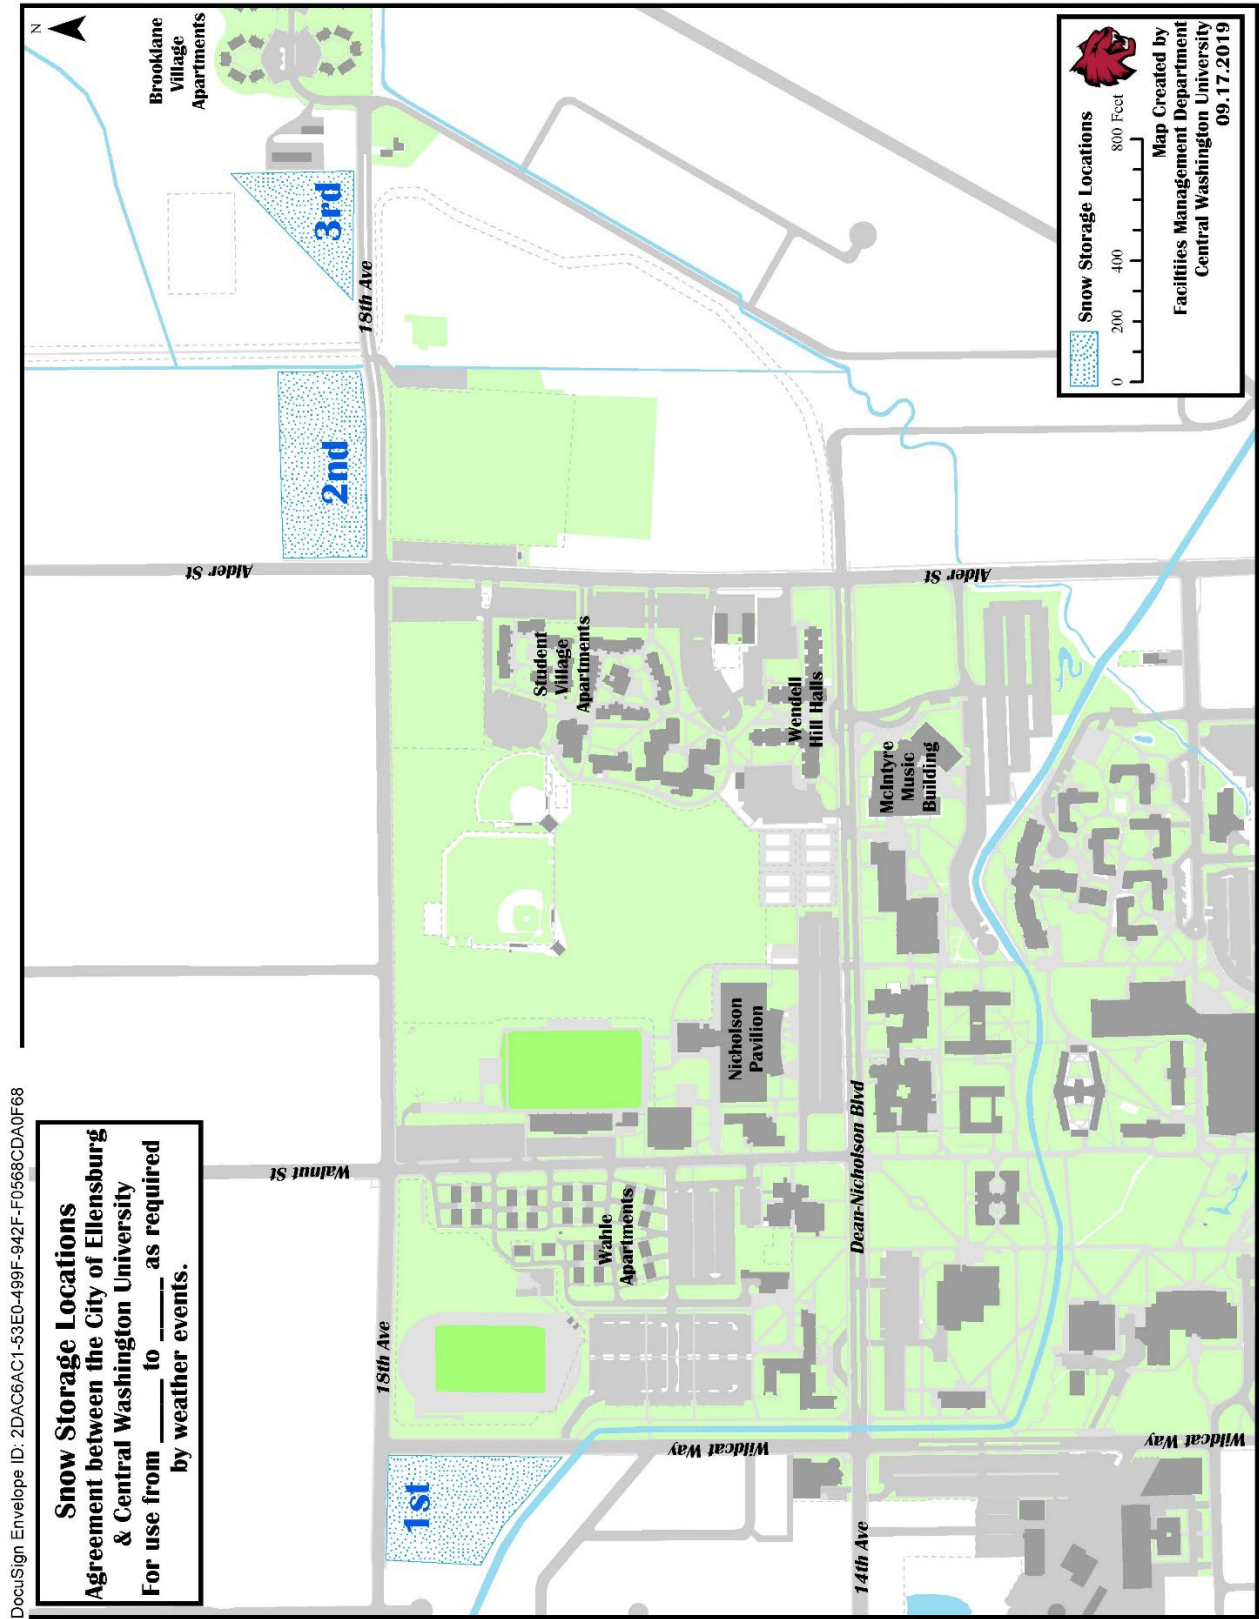 DocuSign Envelope ID: 2DAC6AC1-53E0-499F-942F-F0568CDA0F68
Snow Storage Locations
Agreement between the City of Ellensburg
& Central Washington University
For use from ______ to ______ as required
by weather events.
N
Brooklane
Village
Apartments
3rd
18th Ave
2nd
Alder St
Student
Village
Apartments
Wendell
Hill Halls
Alder St
McIntyre
Music
Building
Nicholson
Pavilion
Walnut St
Dean-Nicholson Blvd
Wahle
Apartments
18th Ave
1st
Wildcat Way
Wildcat Way
14th Ave
Snow Storage Locations
0 200 400 800 Feet
Map Created by
Faciltiies Management Department
Central Washington University
09.17.2019